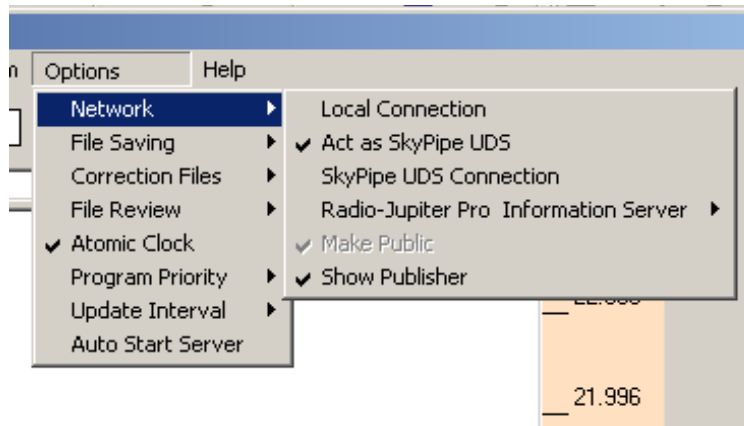 Options Help
Network
File Saving
Correction Files
File Review
Atomic Clock
Program Priority
Update Interval
Auto Start Server
Local Connection
Act as SkyPipe UDS
SkyPipe UDS Connection
Radio-Jupiter Pro Information Server
Make Public
Show Publisher
21.996